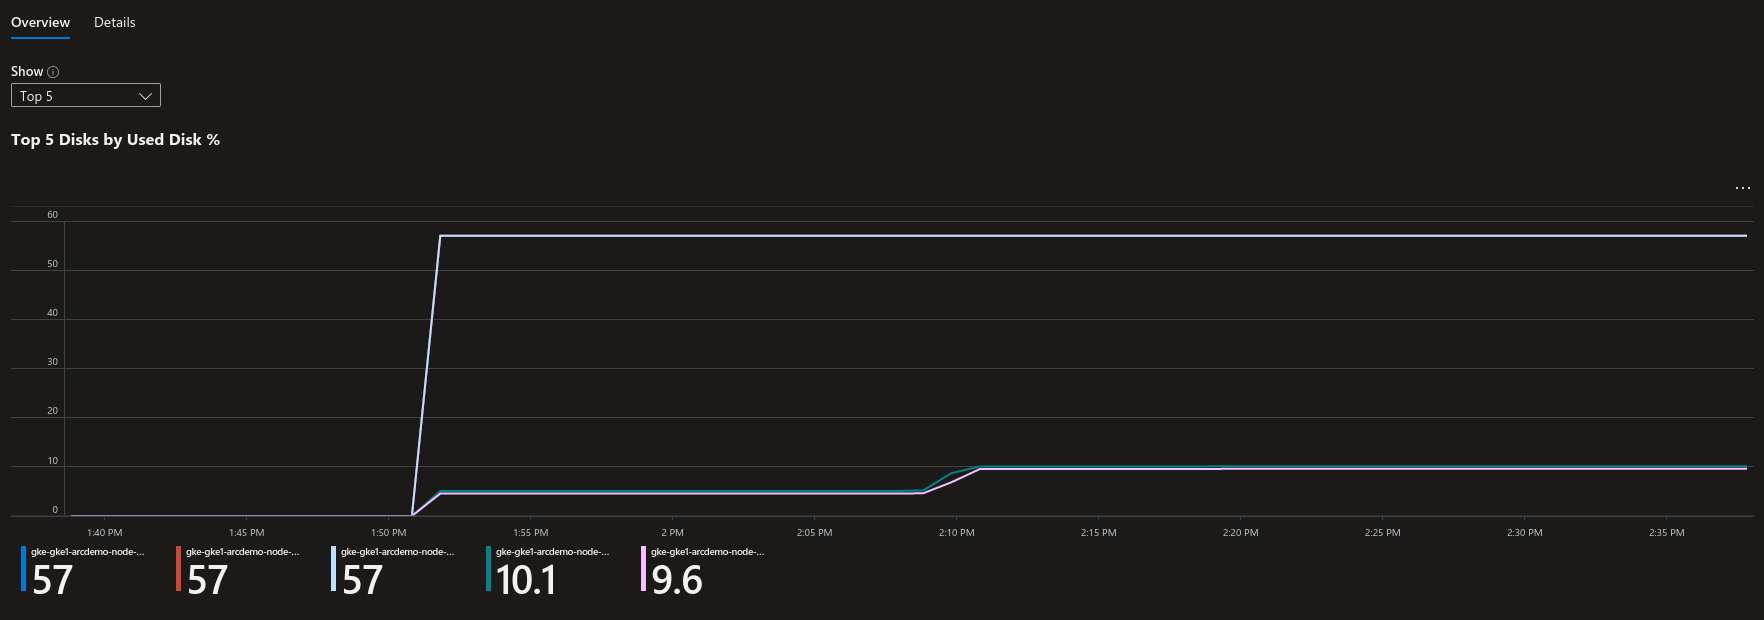 Overview Details
Show
Top 5
Top 5 Disks by Used Disk %
...
60
50
40
30
20
10
0
1:40 PM 1:45 PM 1:50 PM 1:55 PM 2 PM 2:05 PM 2:10 PM 2:15 PM 2:20 PM 2:25 PM 2:30 PM 2:35 PM
gke-gke1-arcdemo-node-... gke-gke1-arcdemo-node-... gke-gke1-arcdemo-node-... gke-gke1-arcdemo-node-... gke-gke1-arcdemo-node-...
57 57 57 10.1 9.6